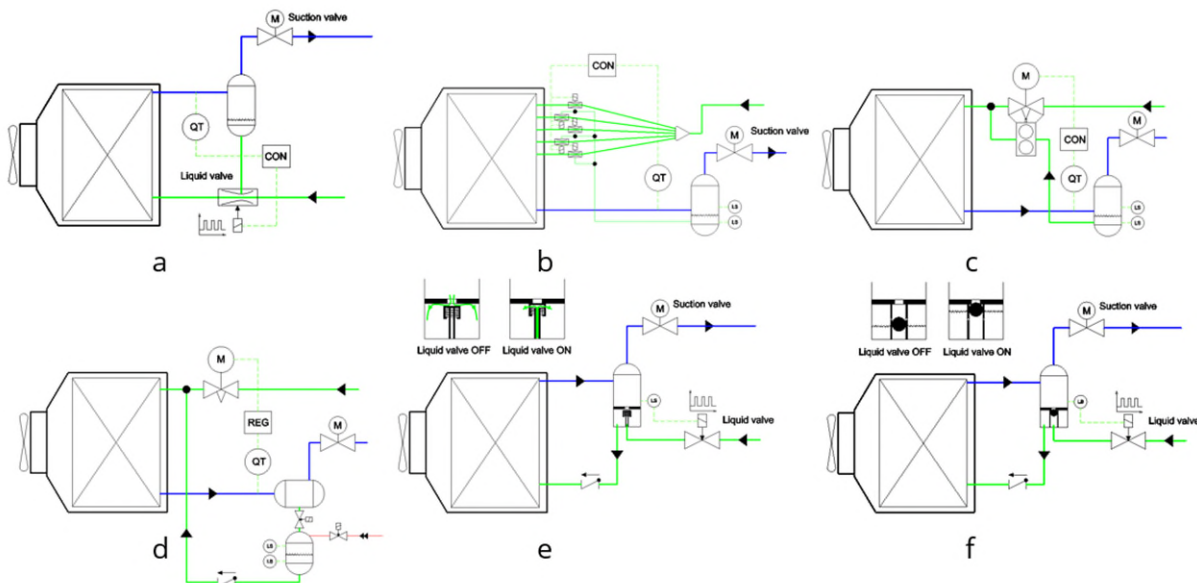 M
Suction valve
QT
CON
Liquid valve
a
CON
M
Suction valve
QT
LS
LS
b
M
CON
M
QT
LS
LS
c
M
REG
M
QT
LS
LS
d
M
Suction valve
Liquid valve OFF
Liquid valve ON
LS
Liquid valve
e
M
Suction valve
Liquid valve OFF
Liquid valve ON
LS
Liquid valve
f